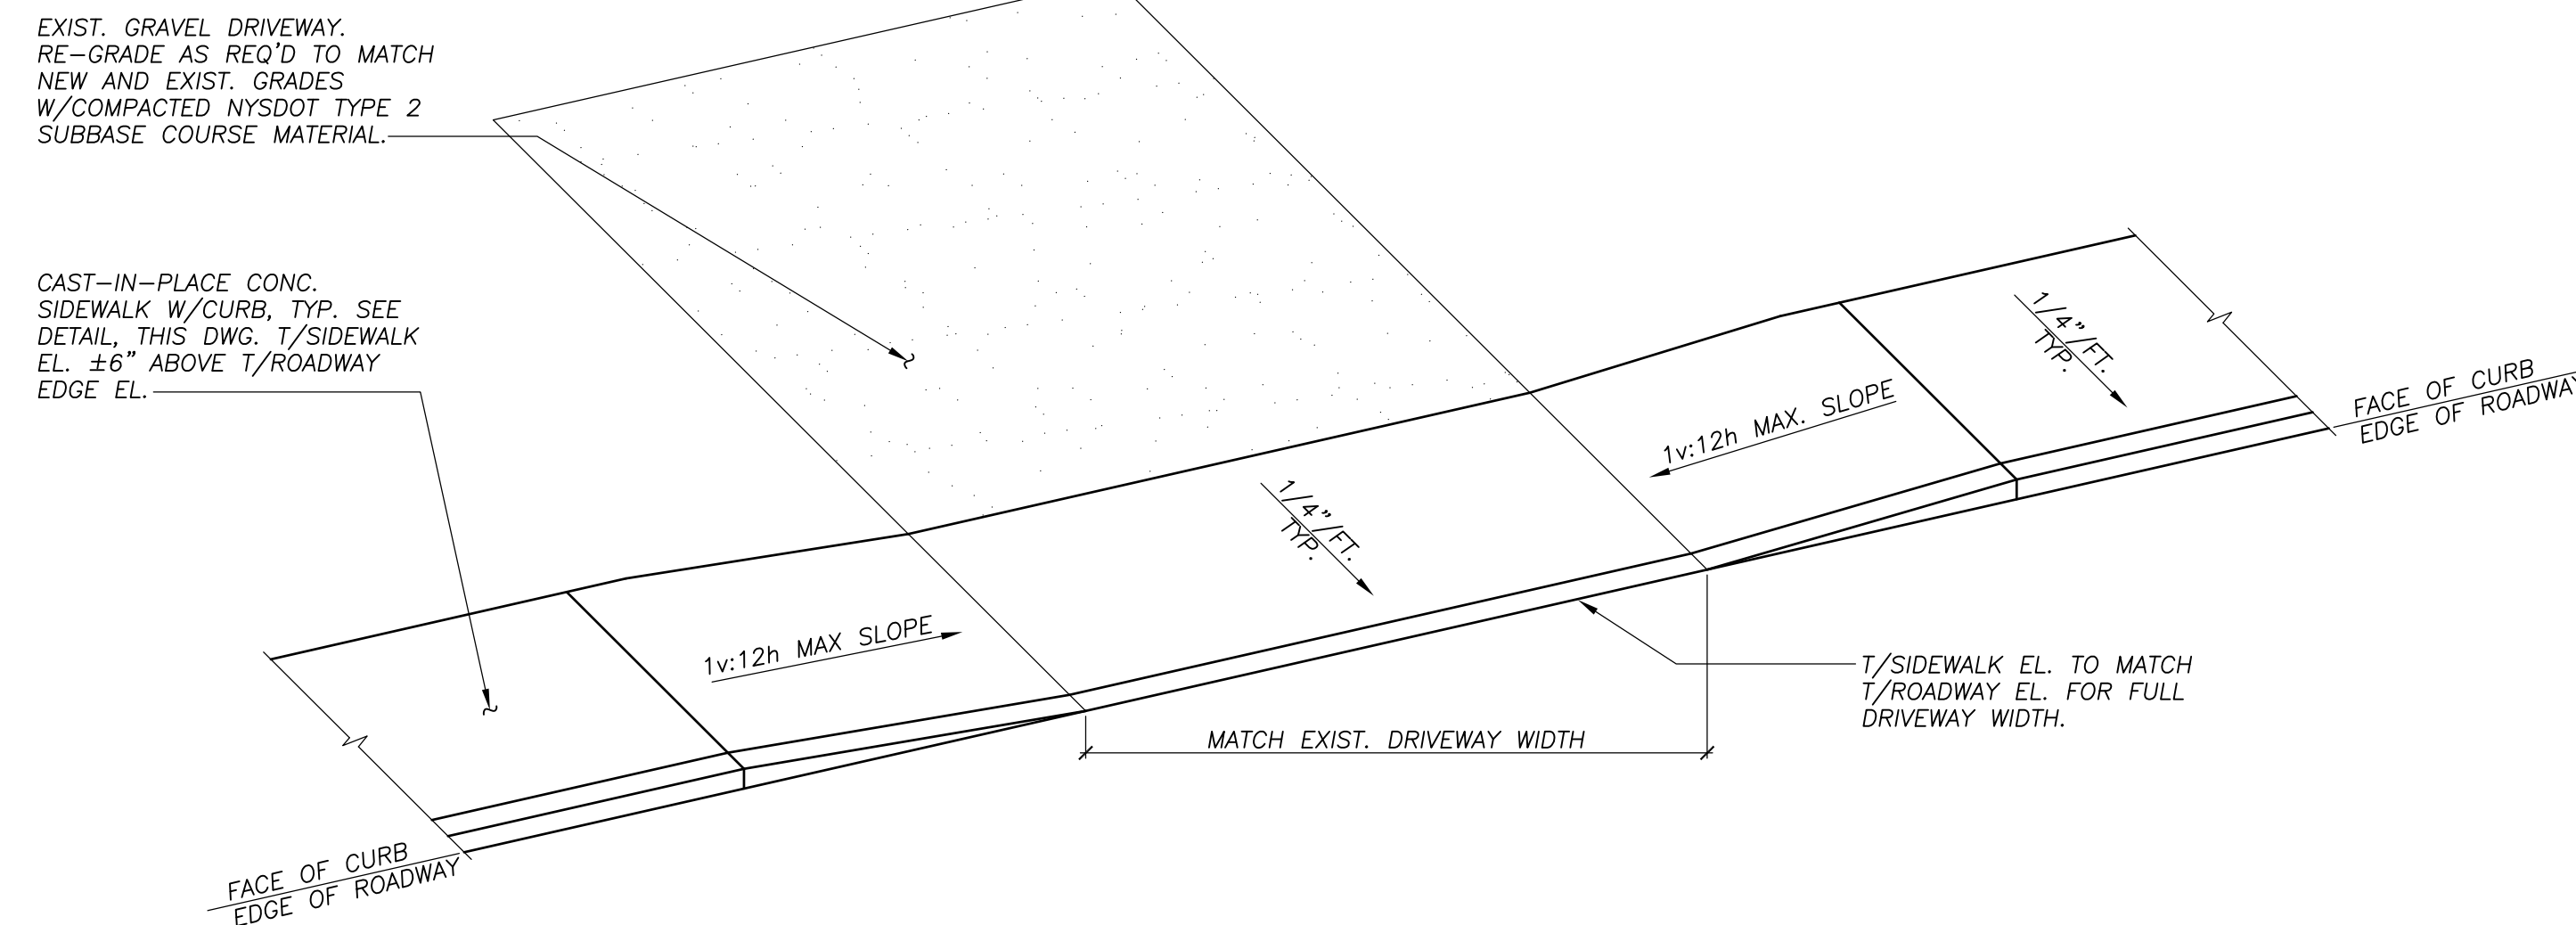 EXIST. GRAVEL DRIVEWAY.
RE-GRADE AS REQ'D TO MATCH
NEW AND EXIST. GRADES
W/COMPACTED NYSDOT TYPE 2
SUBBASE COURSE MATERIAL.
CAST-IN-PLACE CONC.
SIDEWALK W/CURB, TYP. SEE
DETAIL, THIS DWG. T/SIDEWALK
EL. ±6" ABOVE T/ROADWAY
EDGE EL.
1/4"/FT.
TYP.
FACE OF CURB
EDGE OF ROADWAY
1v:12h MAX. SLOPE
1/4"/FT.
TYP.
1v:12h MAX SLOPE
T/SIDEWALK EL. TO MATCH
T/ROADWAY EL. FOR FULL
DRIVEWAY WIDTH.
MATCH EXIST. DRIVEWAY WIDTH
FACE OF CURB
EDGE OF ROADWAY